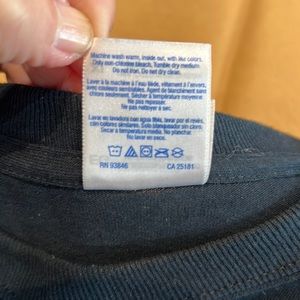 Machine wash warm, inside out, with like colors.
Only non-chlorine bleach. Tumble dry medium.
Do not iron. Do not dry clean.
Laver à la machine à l'eau tiède, vêtement à l'envers,
avec couleurs semblables. Agent de blanchiment
sans chlore. Sécher à température moyenne.
Ne pas repasser.
Ne pas nettoyer à sec.
Lavar en lavadora con agua tibia, lavar por el revés,
con colores similares. Solo blanqueador sin cloro.
Secar a máquina a temperatura media.
No planchar.
No lavar en seco.
RN 93846 CA 25181